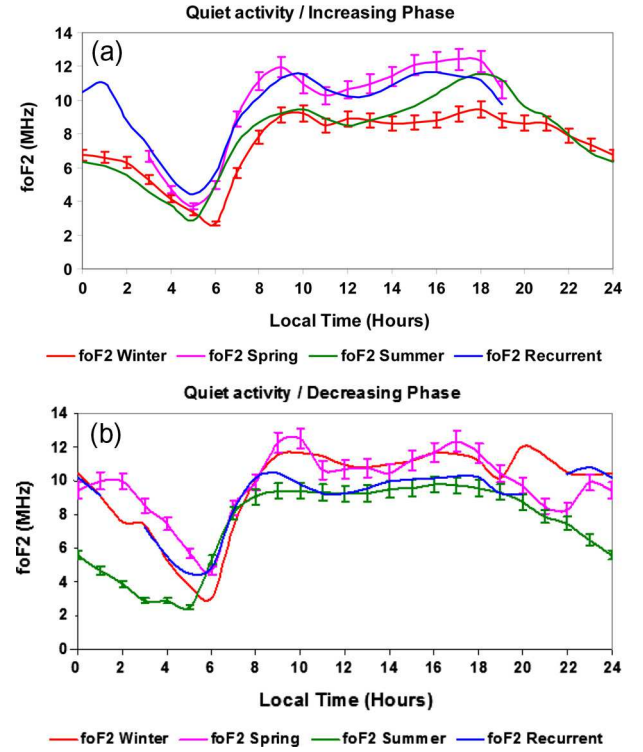 Quiet activity / Increasing Phase
(a)
14
12
10
8
6
4
2
0
foF2 (MHz)
0 2 4 6 8 10 12 14 16 18 20 22 24
Local Time (Hours)
foF2 Winter foF2 Spring foF2 Summer foF2 Recurrent
Quiet activity / Decreasing Phase
(b)
14
12
10
8
6
4
2
0
foF2 (MHz)
0 2 4 6 8 10 12 14 16 18 20 22 24
Local Time (Hours)
foF2 Winter foF2 Spring foF2 Summer foF2 Recurrent